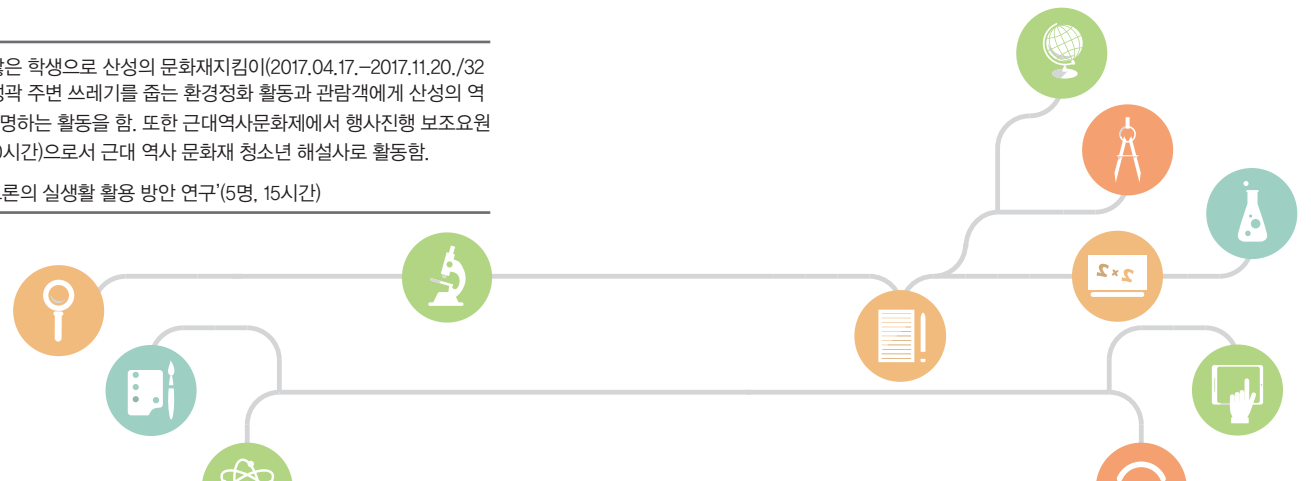 은 학생으로 산성의 문화재지킴이(2017.04.17.-2017.11.20./32
곽 주변 쓰레기를 줍는 환경정화 활동과 관람객에게 산성의 역
명하는 활동을 함. 또한 근대역사문화제에서 행사진행 보조요원
시간)으로서 근대 역사 문화재 청소년 해설사로 활동함.
론의 실생활 활용 방안 연구’(5명, 15시간)
2×2